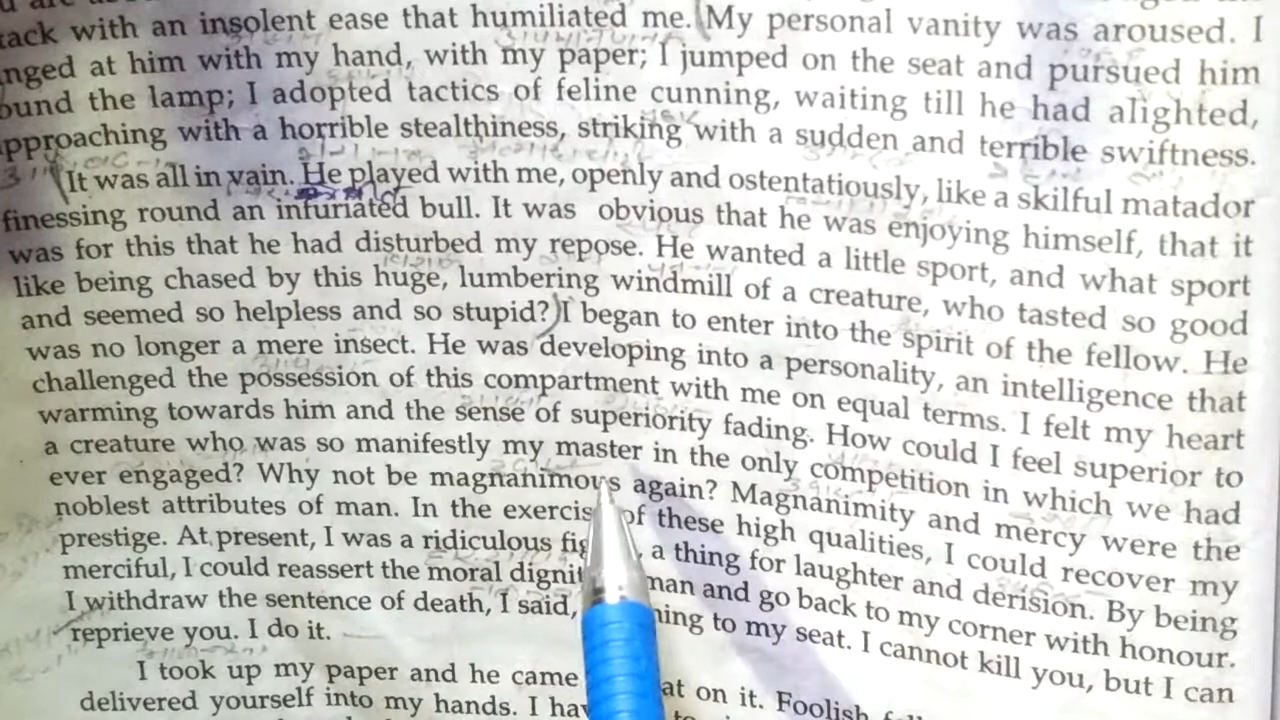 ack with an insolent ease that humiliated me. My personal vanity was aroused. I
nged at him with my hand, with my paper; I jumped on the seat and pursued him
ound the lamp; I adopted tactics of feline cunning, waiting till he had alighted,
pproaching with a horrible stealthiness, striking with a sudden and terrible swiftness.
It was all in vain. He played with me, openly and ostentatiously, like a skilful matador
finessing round an infuriated bull. It was obvious that he was enjoying himself, that it
was for this that he had disturbed my repose. He wanted a little sport, and what sport
like being chased by this huge, lumbering windmill of a creature, who tasted so good
and seemed so helpless and so stupid? I began to enter into the spirit of the fellow. He
was no longer a mere insect. He was developing into a personality, an intelligence that
challenged the possession of this compartment with me on equal terms. I felt my heart
warming towards him and the sense of superiority fading. How could I feel superior to
a creature who was so manifestly my master in the only competition in which we had
ever engaged? Why not be magnanimous again? Magnanimity and mercy were the
noblest attributes of man. In the exercis of these high qualities, I could recover my
prestige. At present, I was a ridiculous fig , a thing for laughter and derision. By being
merciful, I could reassert the moral dignit man and go back to my corner with honour.
I withdraw the sentence of death, I said, ning to my seat. I cannot kill you, but I can
reprieve you. I do it.
I took up my paper and he came at on it. Foolish
delivered yourself into my hands. I hav to